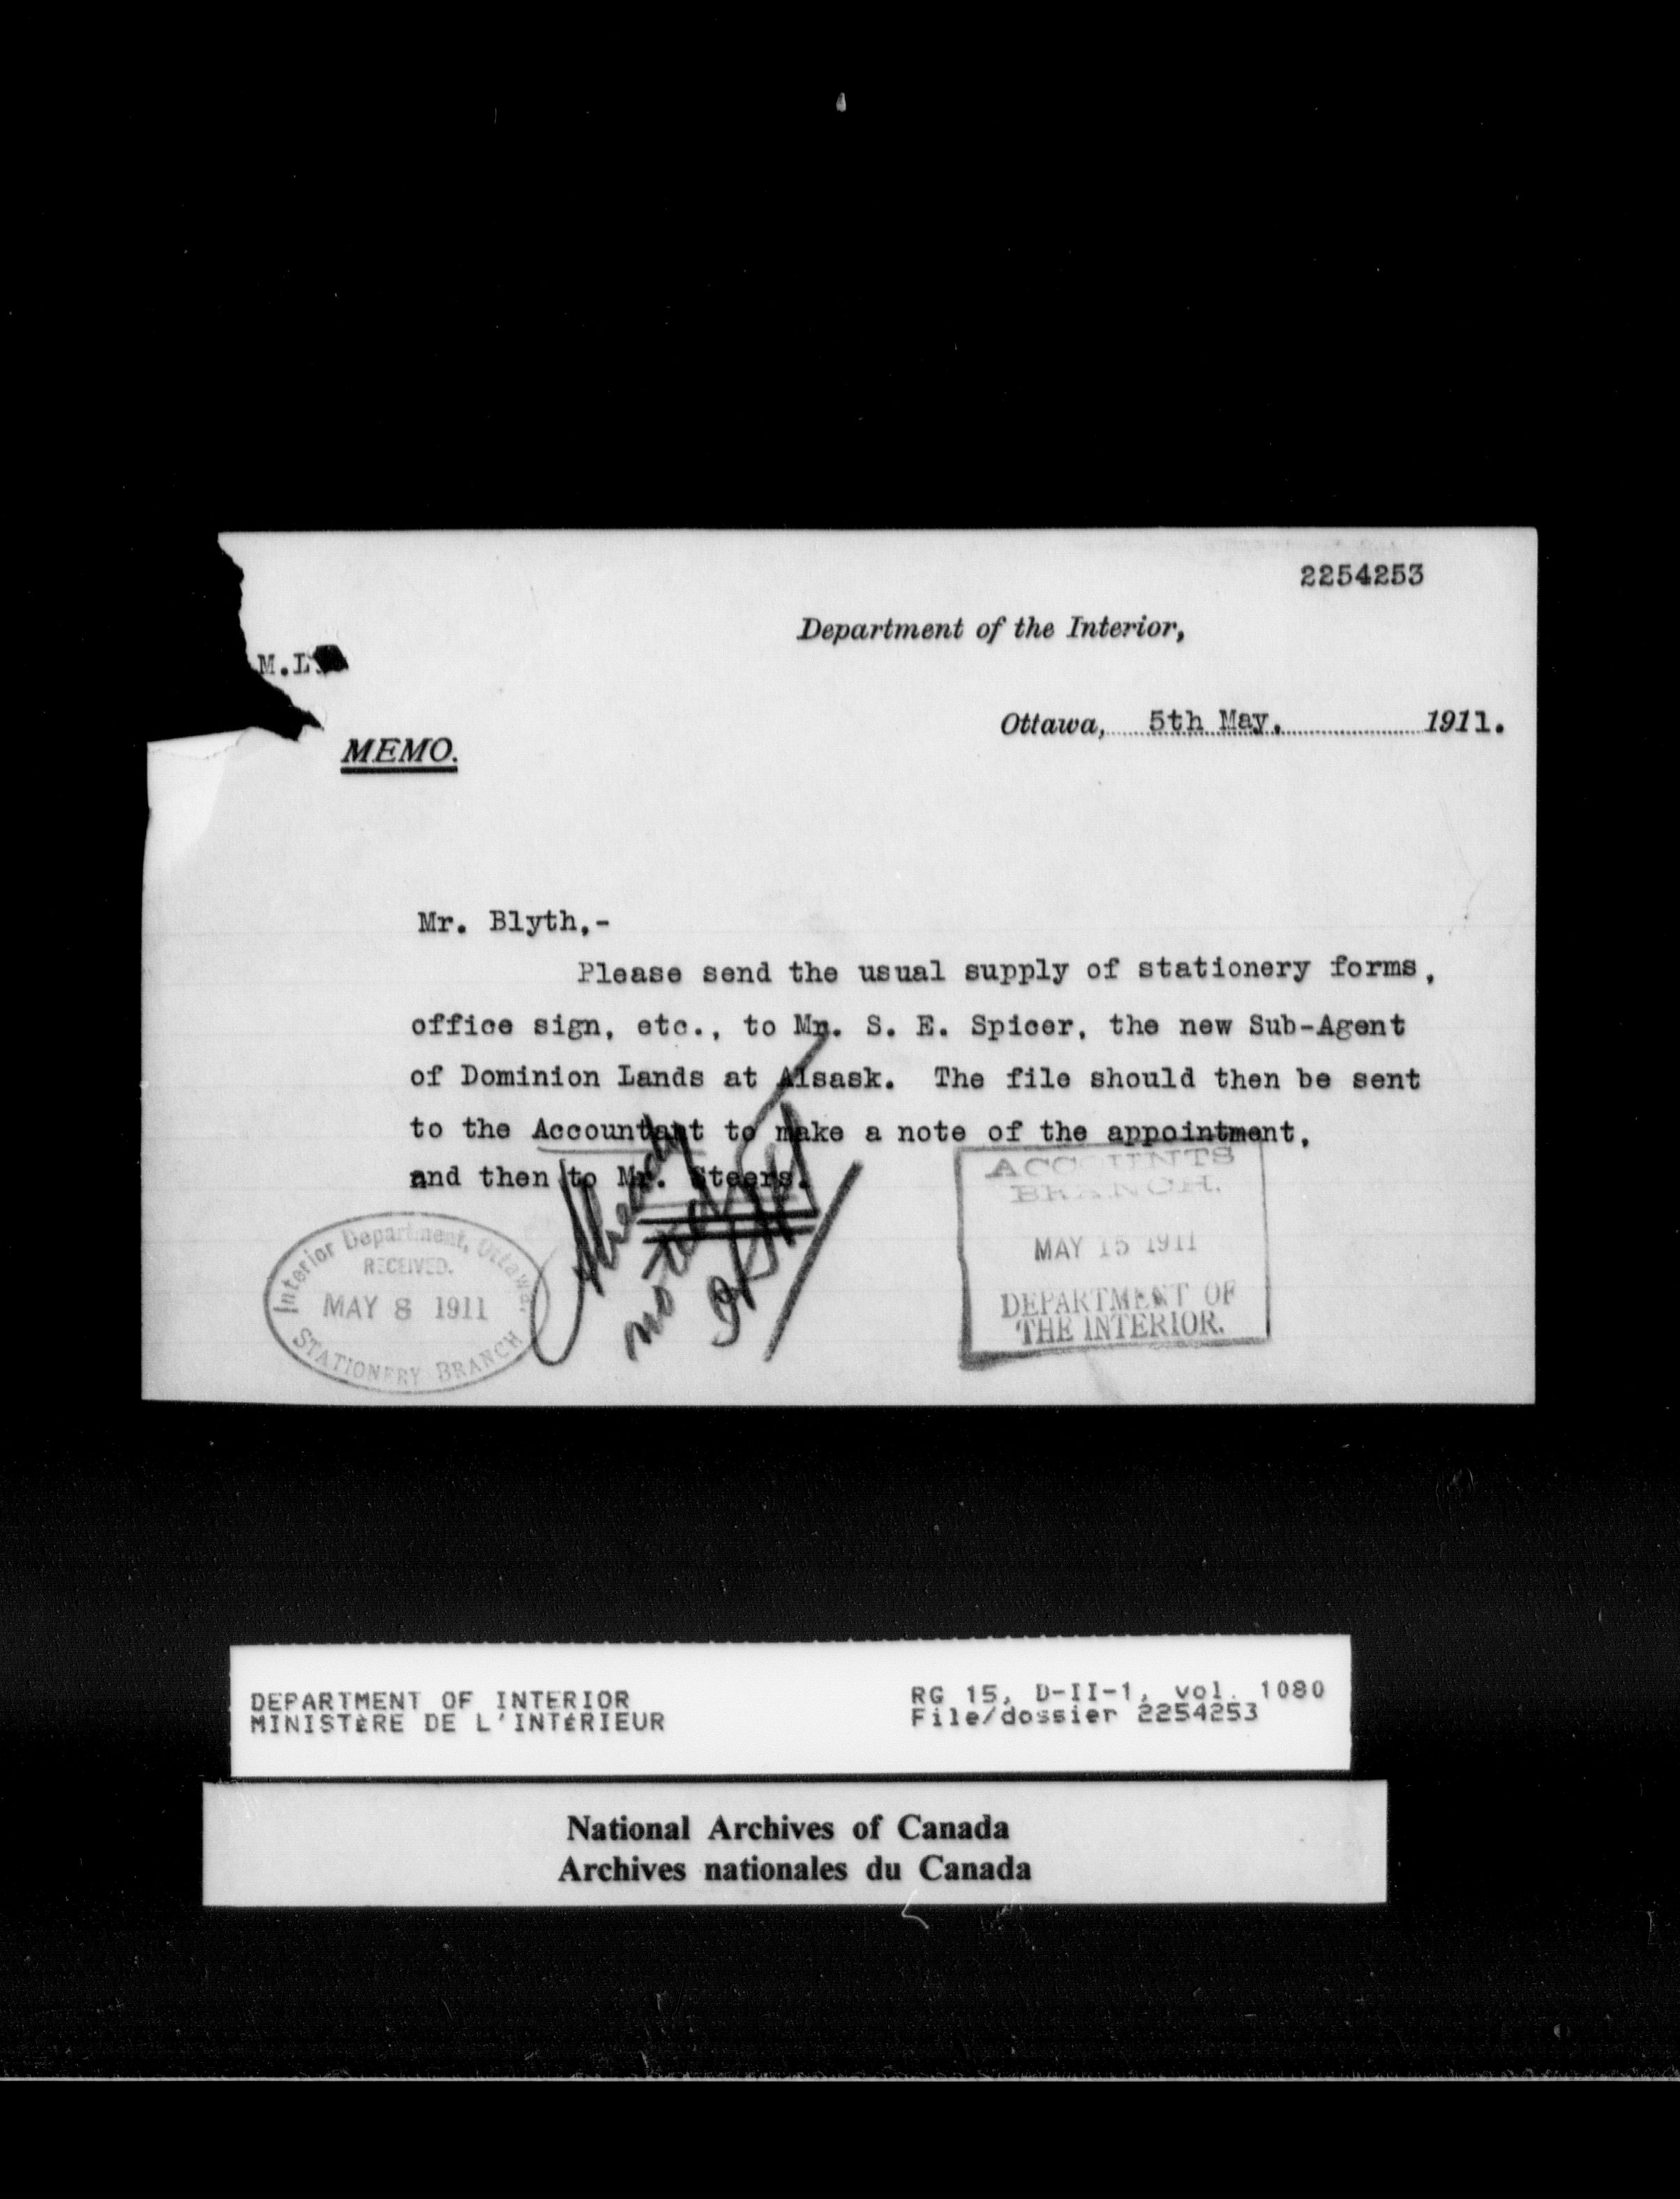 2254253
Department of the Interior,
M.L.
Ottawa, 5th May, 1911.
MEMO.
Mr. Blyth,-
Please send the usual supply of stationery forms,
office sign, etc., to Mr. S. E. Spicer, the new Sub-Agent
of Dominion Lands at Alsask. The file should then be sent
to the Accountant to make a note of the appointment,
and then to Mr. Steers.
Already
noted
Interior Department, Ottawa.
RECEIVED.
MAY 8 1911
STATIONERY BRANCH
ACCOUNTS
BRANCH.
MAY 15 1911
DEPARTMENT OF
THE INTERIOR.
DEPARTMENT OF INTERIOR
MINISTÈRE DE L'INTÉRIEUR
RG 15, D-II-1, vol. 1080
File/dossier 2254253
National Archives of Canada
Archives nationales du Canada